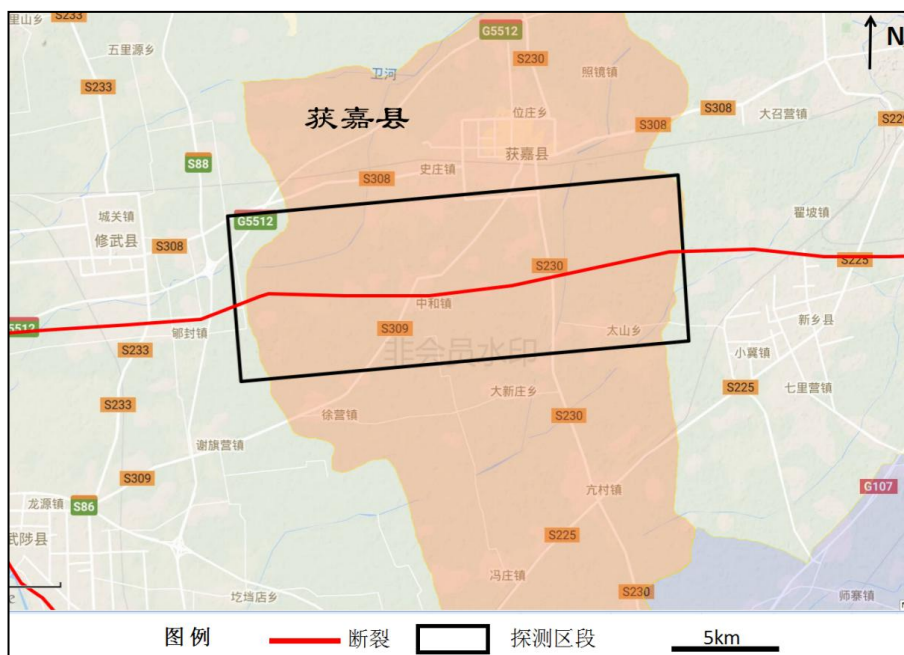 里山乡
S233
G5512
N
五里源乡
卫河
S230
照镜镇
S233
获嘉县
位庄乡
S308
大召营镇
S308
S229
S88
获嘉县
史庄镇
S308
城关镇
G5512
翟坡镇
修武县
S308
S230
S225
中和镇
5512
郇封镇
S309
太山乡
新乡县
S233
非会员水印
小冀镇
S225
七里营镇
大新庄乡
S233
徐营镇
S230
谢旗营镇
S309
G107
龙源镇
S86
亢村镇
武陟县
S225
冯庄镇
圪垱店乡
S230
师寨镇
图例
断裂
探测区段
5km